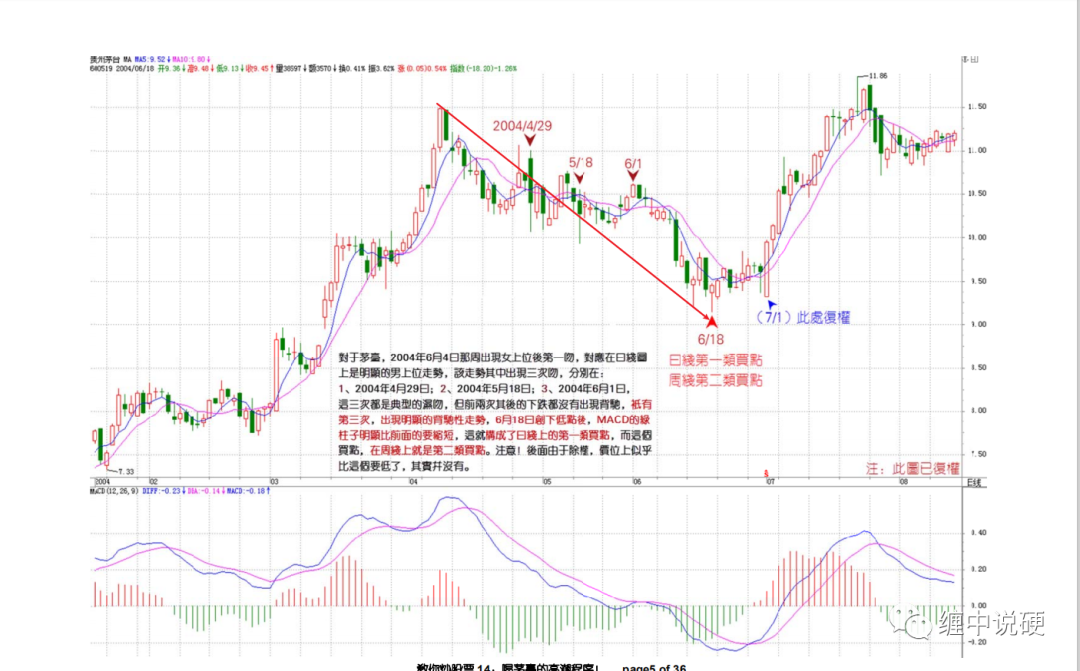 贵州茅台 MA MA5:9.52↓MA10:9.60↓
2004/06/18 开9.36↓高9.48↓低9.13↓收9.45↑量3859T↓额3570↓换0.41% 振3.62% 涨(0.05)0.54% 指数(-18.20)-1.26%
11.86
11.00
2004/4/29
6/1
(7/1)此處復權
6/18
日綫第一類買點
周綫第二類買點
對于茅臺，2004年6月4日那周出現女上位後第一吻，對應在日綫圖
上是明顯的男上位走勢，該走勢其中出現三次吻，分別在：
1、2004年4月29日；2、2004年5月18日；3、2004年6月1日，
這三次都是典型的濕吻，但前兩次其後的下跌都沒有出現背馳，衹有
第三次，出現明顯的背馳性走勢，6月18日創下低點後，MACD的綠
柱子明顯比前面的要縮短，這就構成了日綫上的第一類買點，而這個
買點，在周綫上就是第二類買點。注意！後面由于除權，價位上似乎
比這個要低了，其實幷沒有。
7.33
注：此圖已復權
2004 02 03 04 05 06 07 08 日线
MACD(12,26,9) DIFF:-0.23↓DEA:-0.14↓MACD:-0.18↑
缠中说硬
教你炒股票 14：喝茅臺的高潮程序！ page5 of 36